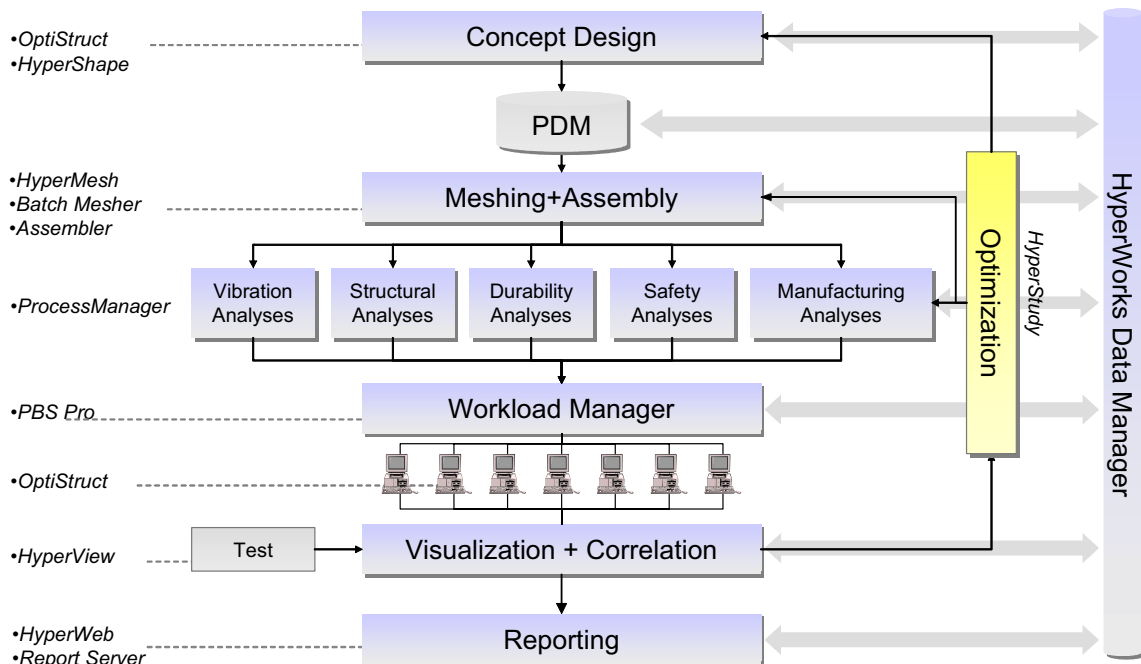 •OptiStruct
•HyperShape
Concept Design
PDM
•HyperMesh
•Batch Mesher
•Assembler
Meshing+Assembly
•ProcessManager
Vibration
Analyses
Structural
Analyses
Durability
Analyses
Safety
Analyses
Manufacturing
Analyses
•PBS Pro
Workload Manager
•OptiStruct
•HyperView
Test
Visualization + Correlation
•HyperWeb
•Report Server
Reporting
Optimization
HyperStudy
HyperWorks Data Manager